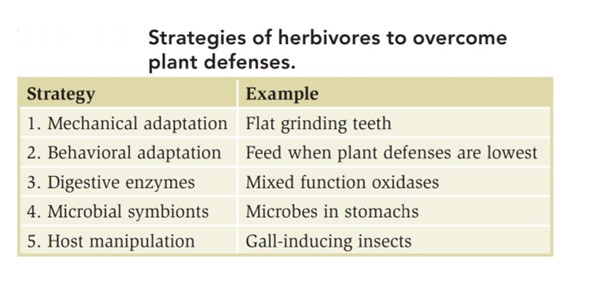 Strategies of herbivores to overcome
plant defenses.
Strategy Example
1. Mechanical adaptation Flat grinding teeth
2. Behavioral adaptation Feed when plant defenses are lowest
3. Digestive enzymes Mixed function oxidases
4. Microbial symbionts Microbes in stomachs
5. Host manipulation Gall-inducing insects